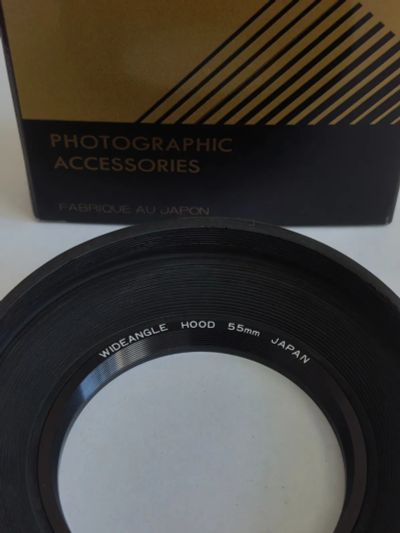 PHOTOGRAPHIC
ACCESSORIES
FABRIQUE AU JAPON
WIDEANGLE HOOD 55mm JAPAN